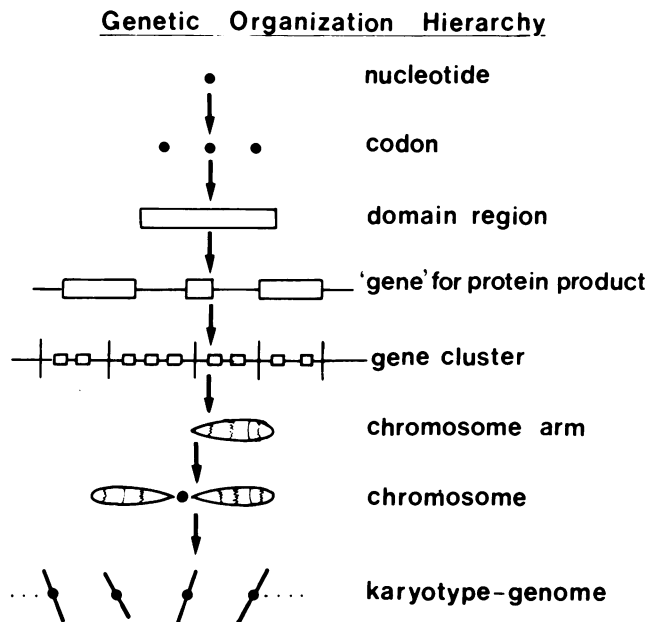 Genetic Organization Hierarchy
nucleotide
codon
domain region
'gene' for protein product
gene cluster
chromosome arm
chromosome
karyotype-genome